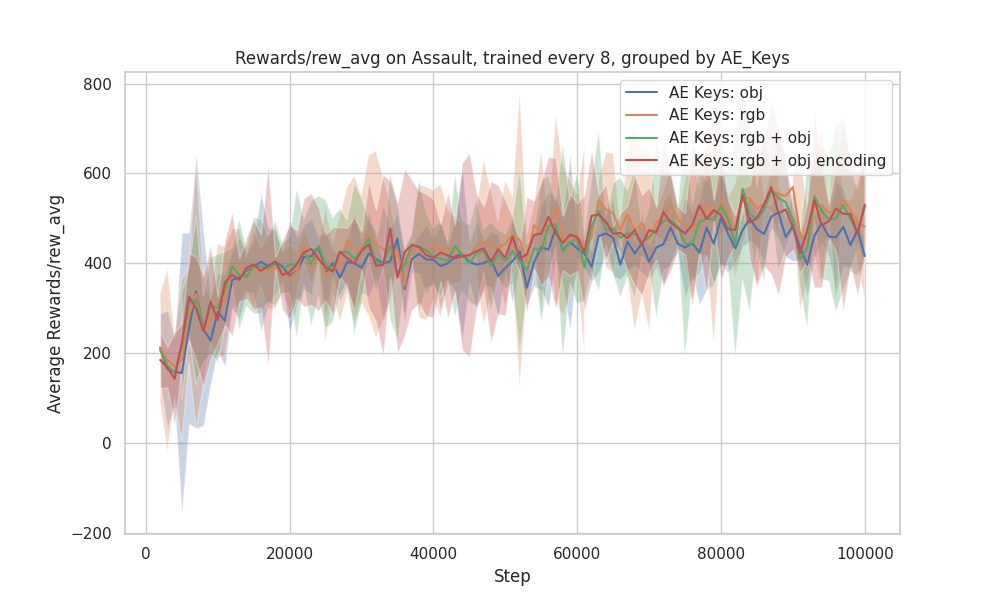 Rewards/rew_avg on Assault, trained every 8, grouped by AE_Keys
AE Keys: obj
AE Keys: rgb
AE Keys: rgb + obj
AE Keys: rgb + obj encoding
800
600
400
200
0
−200
Average Rewards/rew_avg
0
20000
40000
60000
80000
100000
Step